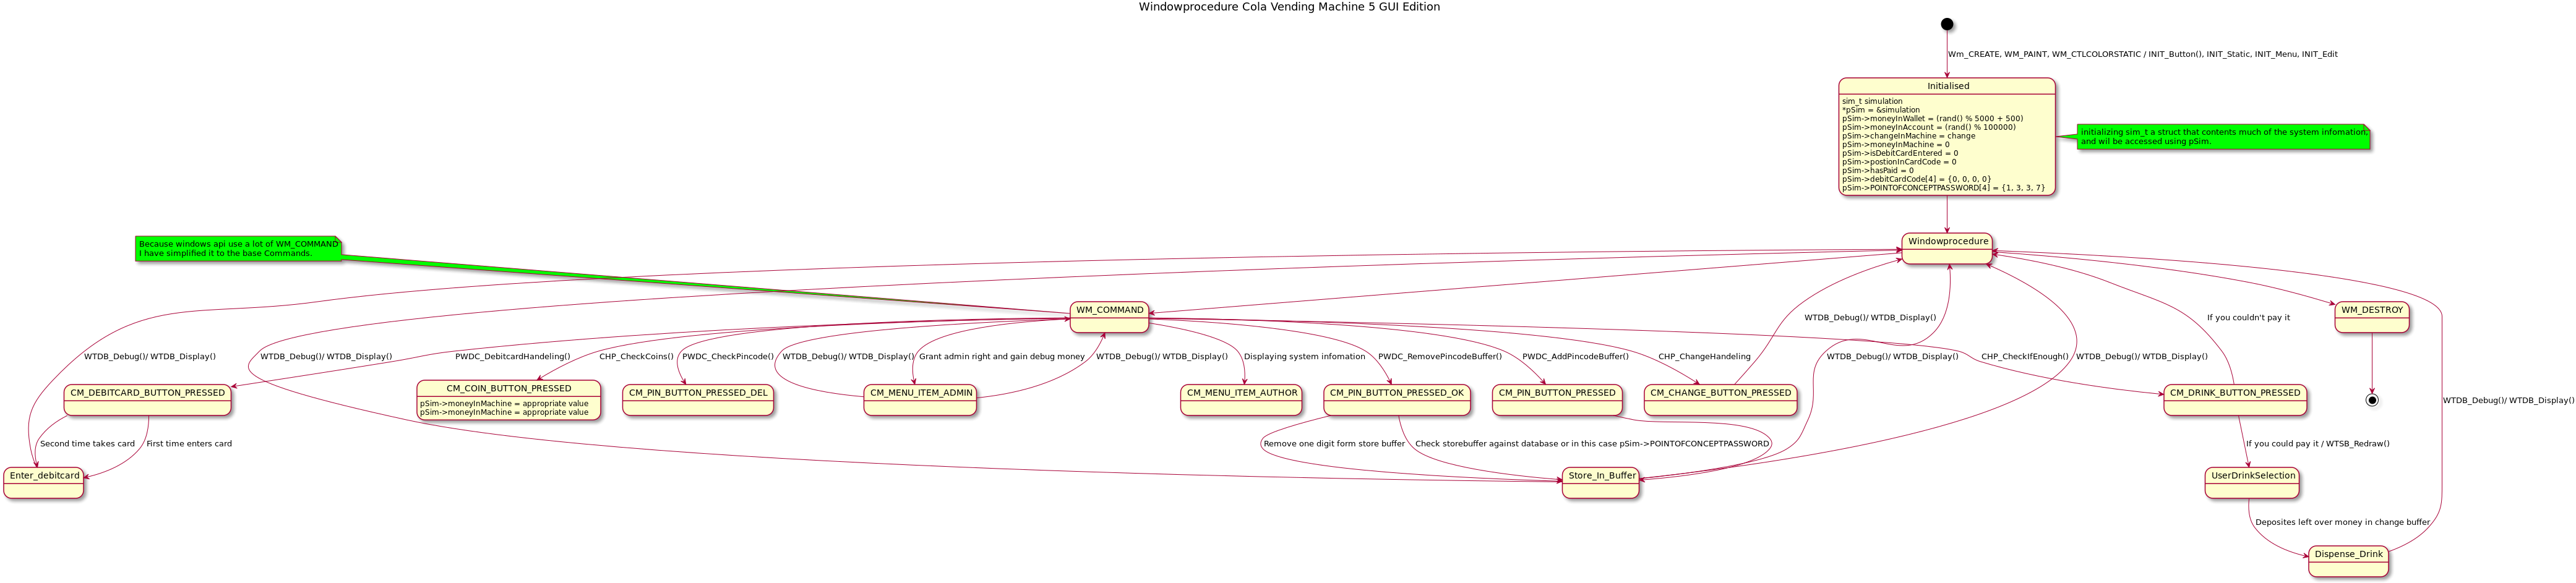 Windowprocedure Cola Vending Machine 5 GUI Edition
Wm_CREATE, WM_PAINT, WM_CTLCOLORSTATIC / INIT_Button(), INIT_Static, INIT_Menu, INIT_Edit
Initialised
sim_t simulation
*pSim = &simulation
pSim->moneyInWallet = (rand() % 5000 + 500)
pSim->moneyInAccount = (rand() % 100000)
pSim->changeInMachine = change
pSim->moneyInMachine = 0
pSim->isDebitCardEntered = 0
pSim->postionInCardCode = 0
pSim->hasPaid = 0
pSim->debitCardCode[4] = {0, 0, 0, 0}
pSim->POINTOFCONCEPTPASSWORD[4] = {1, 3, 3, 7}
initializing sim_t a struct that contents much of the system infomation,
and wil be accessed using pSim.
Because windows api use a lot of WM_COMMAND
I have simplified it to the base Commands.
Windowprocedure
WM_COMMAND
WM_DESTROY
If you couldn't pay it
WTDB_Debug()/ WTDB_Display()
WTDB_Debug()/ WTDB_Display()
WTDB_Debug()/ WTDB_Display()
PWDC_DebitcardHandeling()
CHP_CheckCoins()
PWDC_CheckPincode()
WTDB_Debug()/ WTDB_Display()
Grant admin right and gain debug money
WTDB_Debug()/ WTDB_Display()
Displaying system infomation
PWDC_RemovePincodeBuffer()
PWDC_AddPincodeBuffer()
CHP_ChangeHandeling
WTDB_Debug()/ WTDB_Display()
CHP_CheckIfEnough()
WTDB_Debug()/ WTDB_Display()
CM_DEBITCARD_BUTTON_PRESSED
CM_COIN_BUTTON_PRESSED
pSim->moneyInMachine = appropriate value
pSim->moneyInMachine = appropriate value
CM_PIN_BUTTON_PRESSED_DEL
CM_MENU_ITEM_ADMIN
CM_MENU_ITEM_AUTHOR
CM_PIN_BUTTON_PRESSED_OK
CM_PIN_BUTTON_PRESSED
CM_CHANGE_BUTTON_PRESSED
CM_DRINK_BUTTON_PRESSED
WTDB_Debug()/ WTDB_Display()
Second time takes card
First time enters card
Remove one digit form store buffer
Check storebuffer against database or in this case pSim->POINTOFCONCEPTPASSWORD
If you could pay it / WTSB_Redraw()
Enter_debitcard
Store_In_Buffer
UserDrinkSelection
Deposites left over money in change buffer
Dispense_Drink